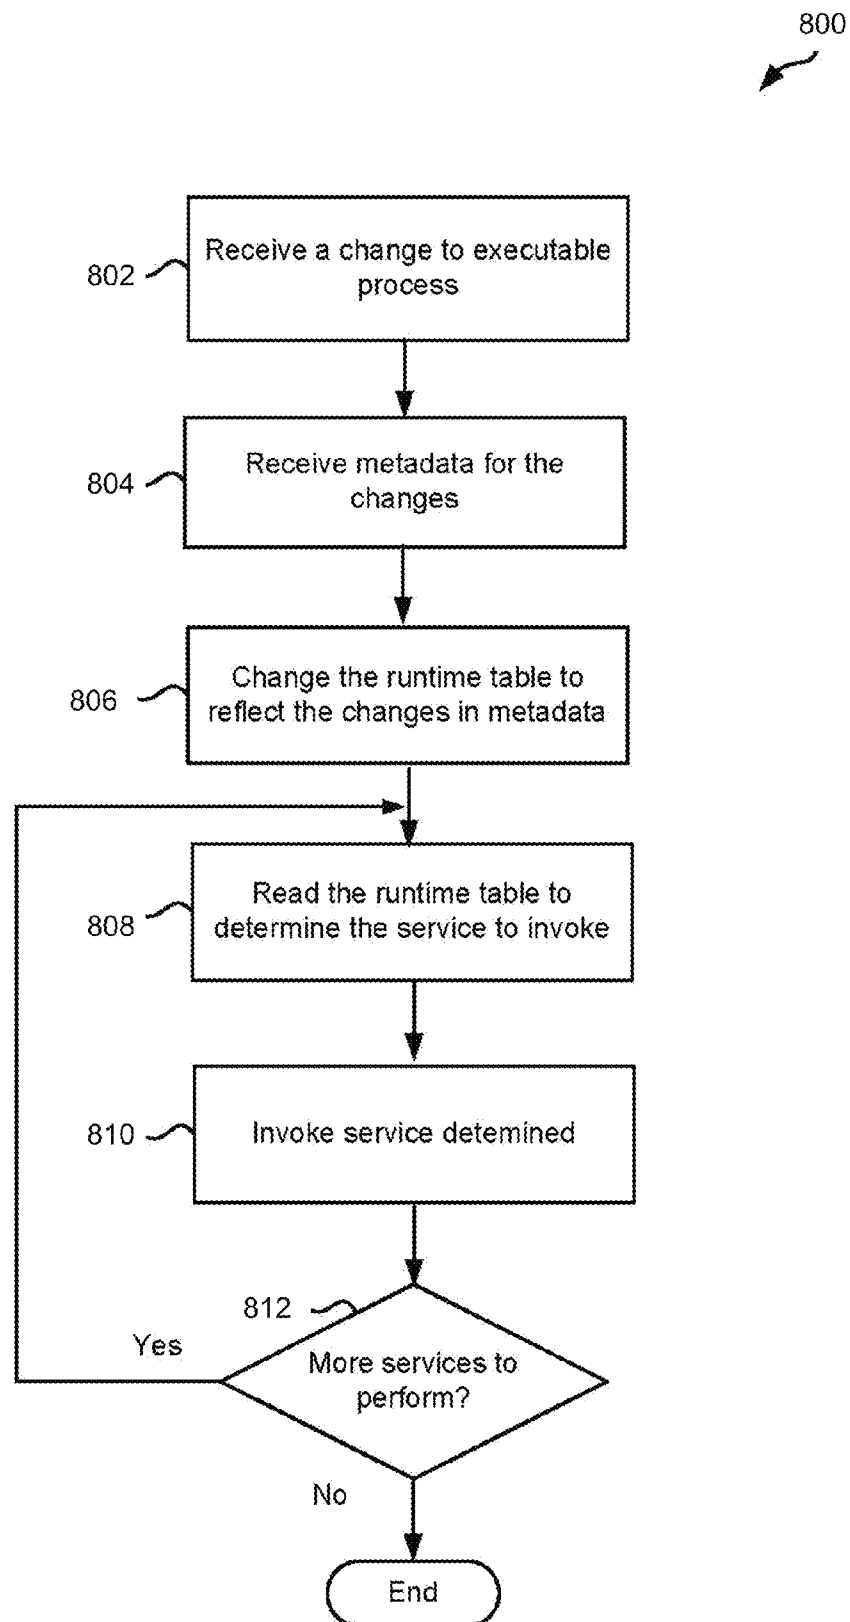 800
802
Receive a change to executable
process
804
Receive metadata for the
changes
806
Change the runtime table to
reflect the changes in metadata
808
Read the runtime table to
determine the service to invoke
810
Invoke service detemined
812
Yes
More services to
perform?
No
End